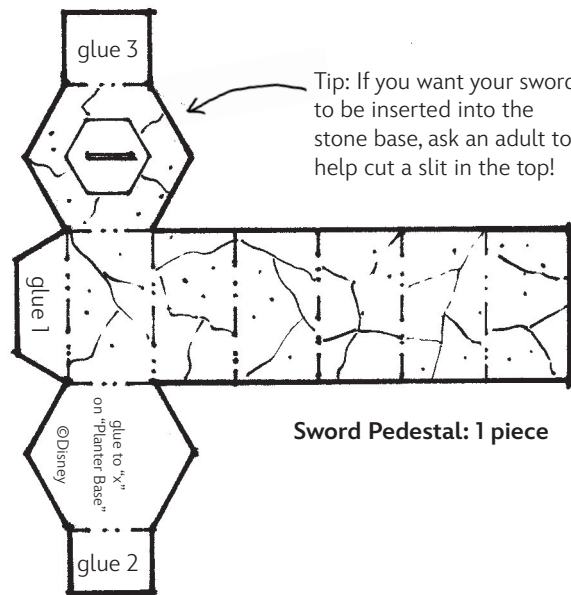 glue 3
Tip: If you want your sword
to be inserted into the
stone base, ask an adult to
help cut a slit in the top!
glue 1
Sword Pedestal: 1 piece
glue to "x"
on "Planter Base"
©Disney
glue 2